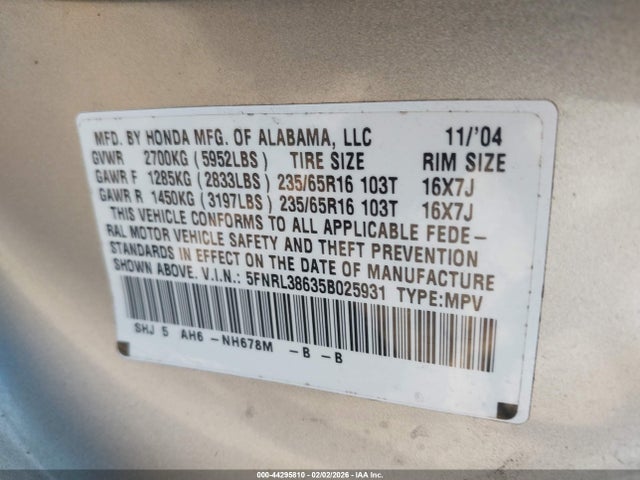 MFD. BY HONDA MFG. OF ALABAMA, LLC 11/'04
GVWR 2700KG (5952LBS) TIRE SIZE RIM SIZE
GAWR F 1285KG (2833LBS) 235/65R16 103T 16X7J
GAWR R 1450KG (3197LBS) 235/65R16 103T 16X7J
THIS VEHICLE CONFORMS TO ALL APPLICABLE FEDE-
RAL MOTOR VEHICLE SAFETY AND THEFT PREVENTION
STANDARDS IN EFFECT ON THE DATE OF MANUFACTURE
SHOWN ABOVE. V.I.N.: 5FNRL38635B025931 TYPE:MPV
SHJ 5 AH6 -NH678M -B -B
000-44295810 - 02/02/2026 - IAA Inc.